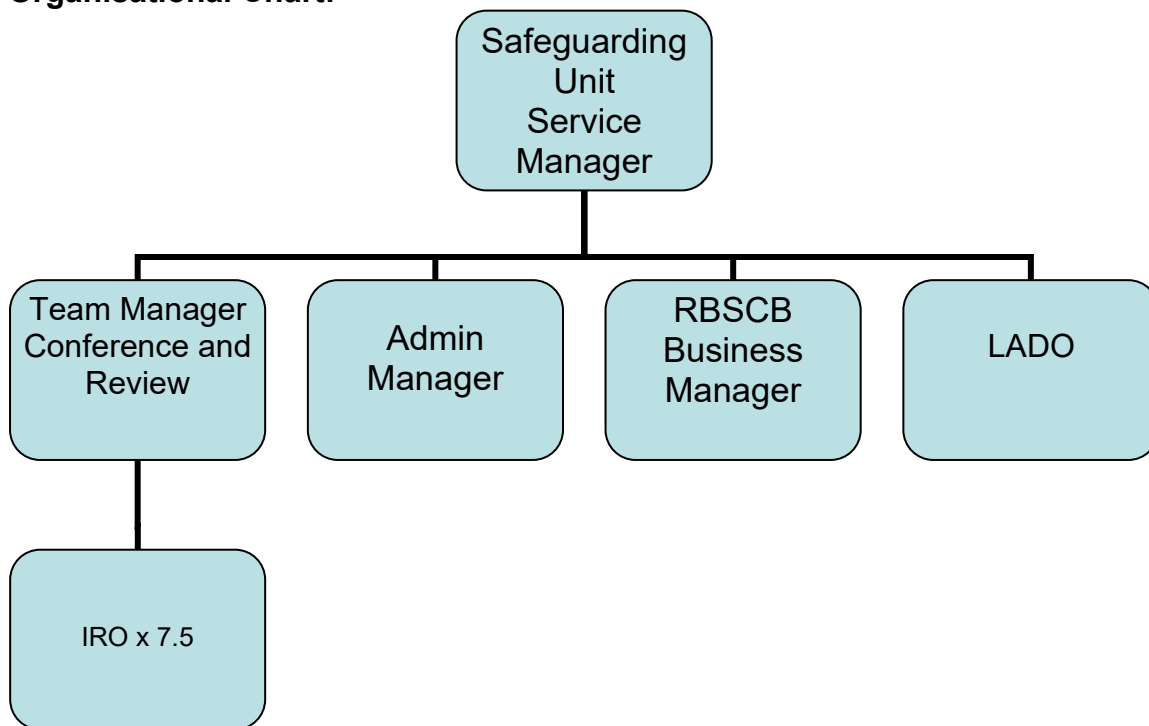 Organisational Chart:
Safeguarding
Unit
Service
Manager
Team Manager
Conference and
Review
Admin
Manager
RBSCB
Business
Manager
LADO
IRO x 7.5